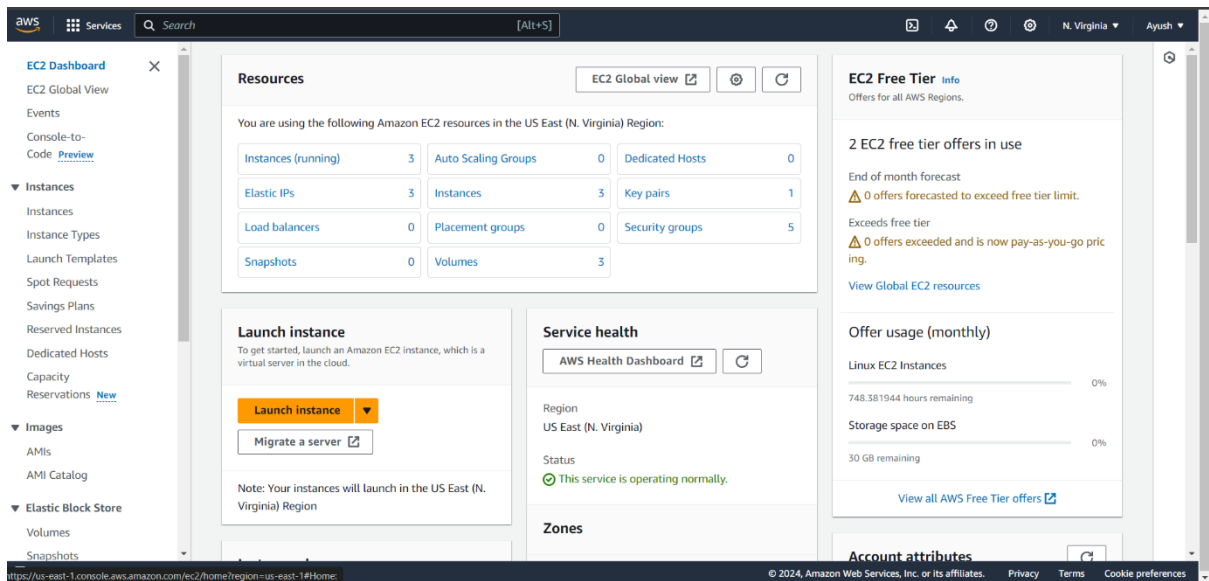 aws
Services
Search
[Alt+S]
N. Virginia
Ayush
EC2 Dashboard
EC2 Global View
Events
Console-to-
Code Preview
Instances
Instances
Instance Types
Launch Templates
Spot Requests
Savings Plans
Reserved Instances
Dedicated Hosts
Capacity
Reservations New
Images
AMIs
AMI Catalog
Elastic Block Store
Volumes
Snapshots
Resources
EC2 Global view
You are using the following Amazon EC2 resources in the US East (N. Virginia) Region:
Instances (running) 3 Auto Scaling Groups 0 Dedicated Hosts 0
Elastic IPs 3 Instances 3 Key pairs 1
Load balancers 0 Placement groups 0 Security groups 5
Snapshots 0 Volumes 3
Launch instance
To get started, launch an Amazon EC2 instance, which is a
virtual server in the cloud.
Launch instance
Migrate a server
Note: Your instances will launch in the US East (N.
Virginia) Region
Service health
AWS Health Dashboard
Region
US East (N. Virginia)
Status
This service is operating normally.
Zones
EC2 Free Tier Info
Offers for all AWS Regions.
2 EC2 free tier offers in use
End of month forecast
0 offers forecasted to exceed free tier limit.
Exceeds free tier
0 offers exceeded and is now pay-as-you-go pric
ing.
View Global EC2 resources
Offer usage (monthly)
Linux EC2 Instances
0%
748.381944 hours remaining
Storage space on EBS
0%
30 GB remaining
View all AWS Free Tier offers
Account attributes
https://us-east-1.console.aws.amazon.com/ec2/home?region=us-east-1#Home:
© 2024, Amazon Web Services, Inc. or its affiliates. Privacy Terms Cookie preferences